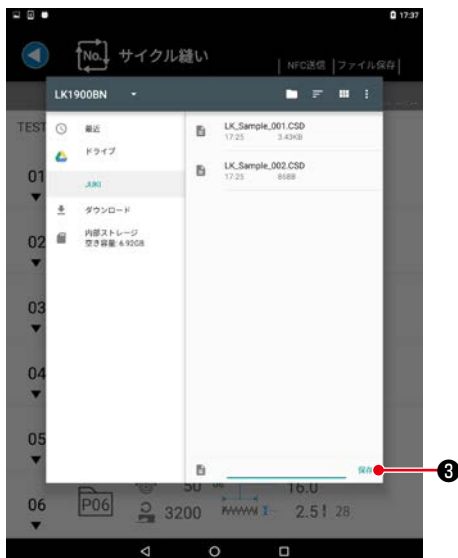 17:37
No. サイクル縫い
NFC送信 ファイル保存
LK1900BN
TEST
最近
ドライブ
JUKI
ダウンロード
内部ストレージ
空き容量: 6.92GB
LK_Sample_001.CSD
17:25 3.43KB
LK_Sample_002.CSD
17:25 868B
01
02
03
04
05
保存
3
50
16.0
06 P06 3200 2.5 28